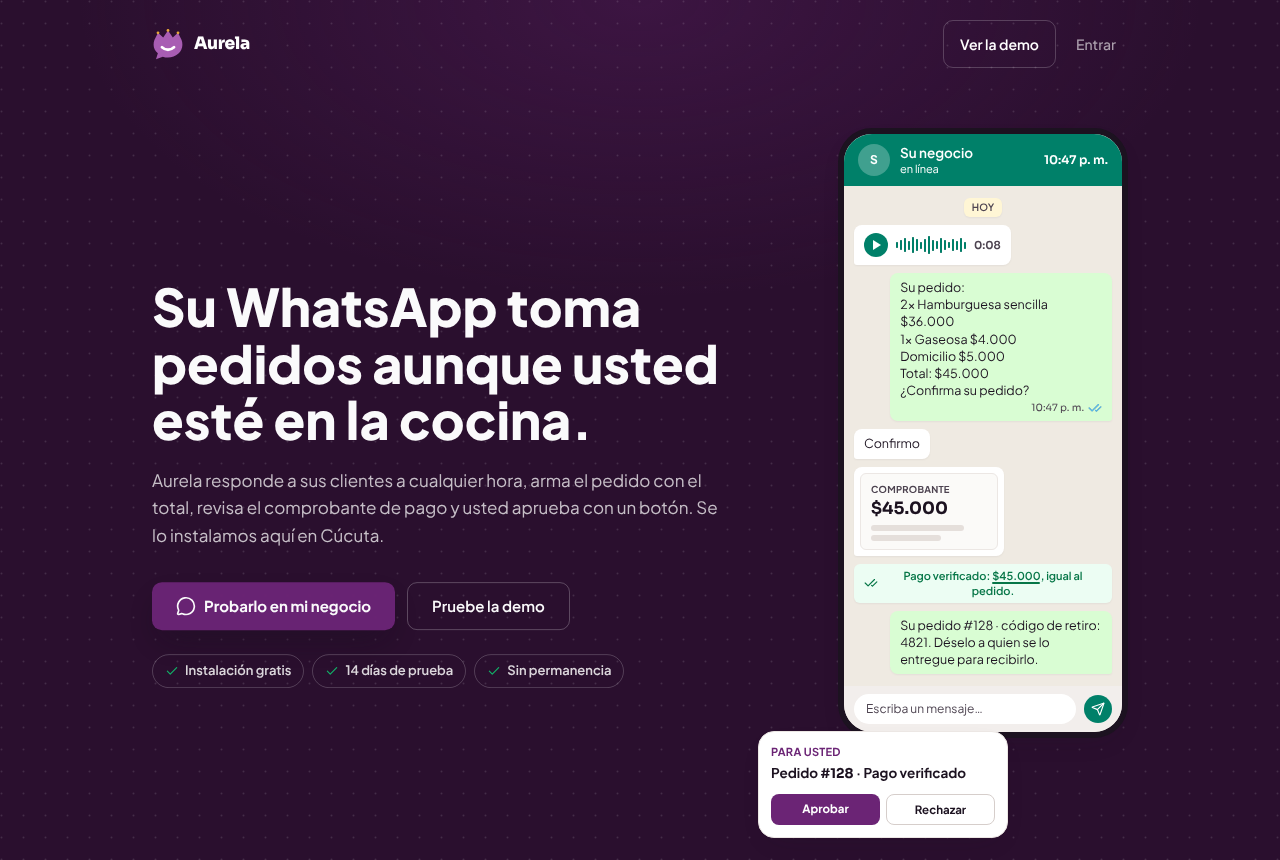 Aurela
Ver la demo
Entrar
Su WhatsApp toma
pedidos aunque usted
esté en la cocina.
Aurela responde a sus clientes a cualquier hora, arma el pedido con el
total, revisa el comprobante de pago y usted aprueba con un botón. Se
lo instalamos aquí en Cúcuta.
Probarlo en mi negocio
Pruebe la demo
Instalación gratis
14 días de prueba
Sin permanencia
S
Su negocio
en línea
10:47 p. m.
HOY
0:08
Su pedido:
2× Hamburguesa sencilla
$36.000
1× Gaseosa $4.000
Domicilio $5.000
Total: $45.000
¿Confirma su pedido?
10:47 p. m.
Confirmo
COMPROBANTE
$45.000
Pago verificado: $45.000, igual al
pedido.
Su pedido #128 · código de retiro:
4821. Déselo a quien se lo
entregue para recibirlo.
Escriba un mensaje…
PARA USTED
Pedido #128 · Pago verificado
Aprobar
Rechazar